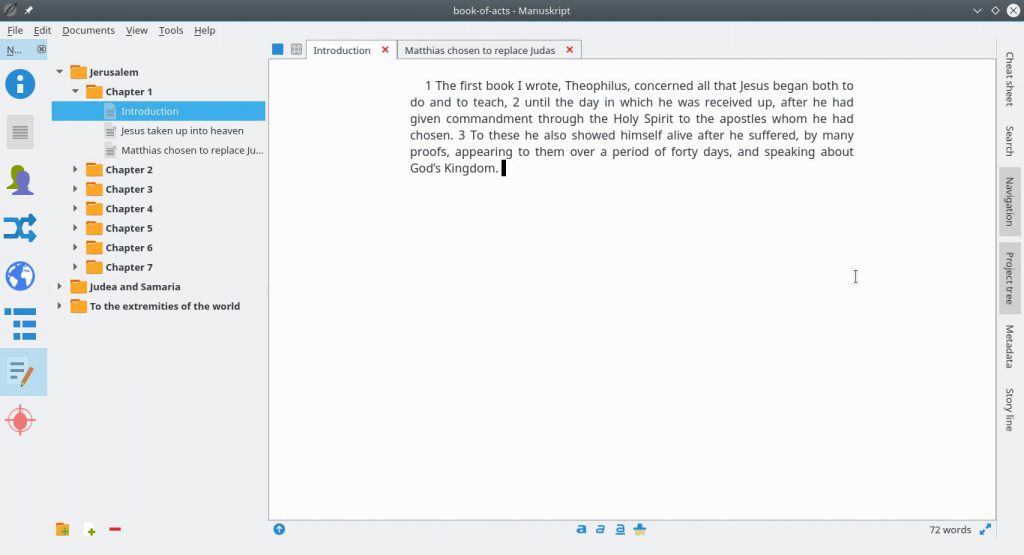 book-of-acts - Manuskript
File Edit Documents View Tools Help
N...
Jerusalem
Chapter 1
Introduction
Jesus taken up into heaven
Matthias chosen to replace Ju...
Chapter 2
Chapter 3
Chapter 4
Chapter 5
Chapter 6
Chapter 7
Judea and Samaria
To the extremities of the world
Introduction
Matthias chosen to replace Judas
1 The first book I wrote, Theophilus, concerned all that Jesus began both to
do and to teach, 2 until the day in which he was received up, after he had
given commandment through the Holy Spirit to the apostles whom he had
chosen. 3 To these he also showed himself alive after he suffered, by many
proofs, appearing to them over a period of forty days, and speaking about
God’s Kingdom.
a a a
72 words
Cheat sheet
Search
Navigation
Project tree
Metadata
Story line